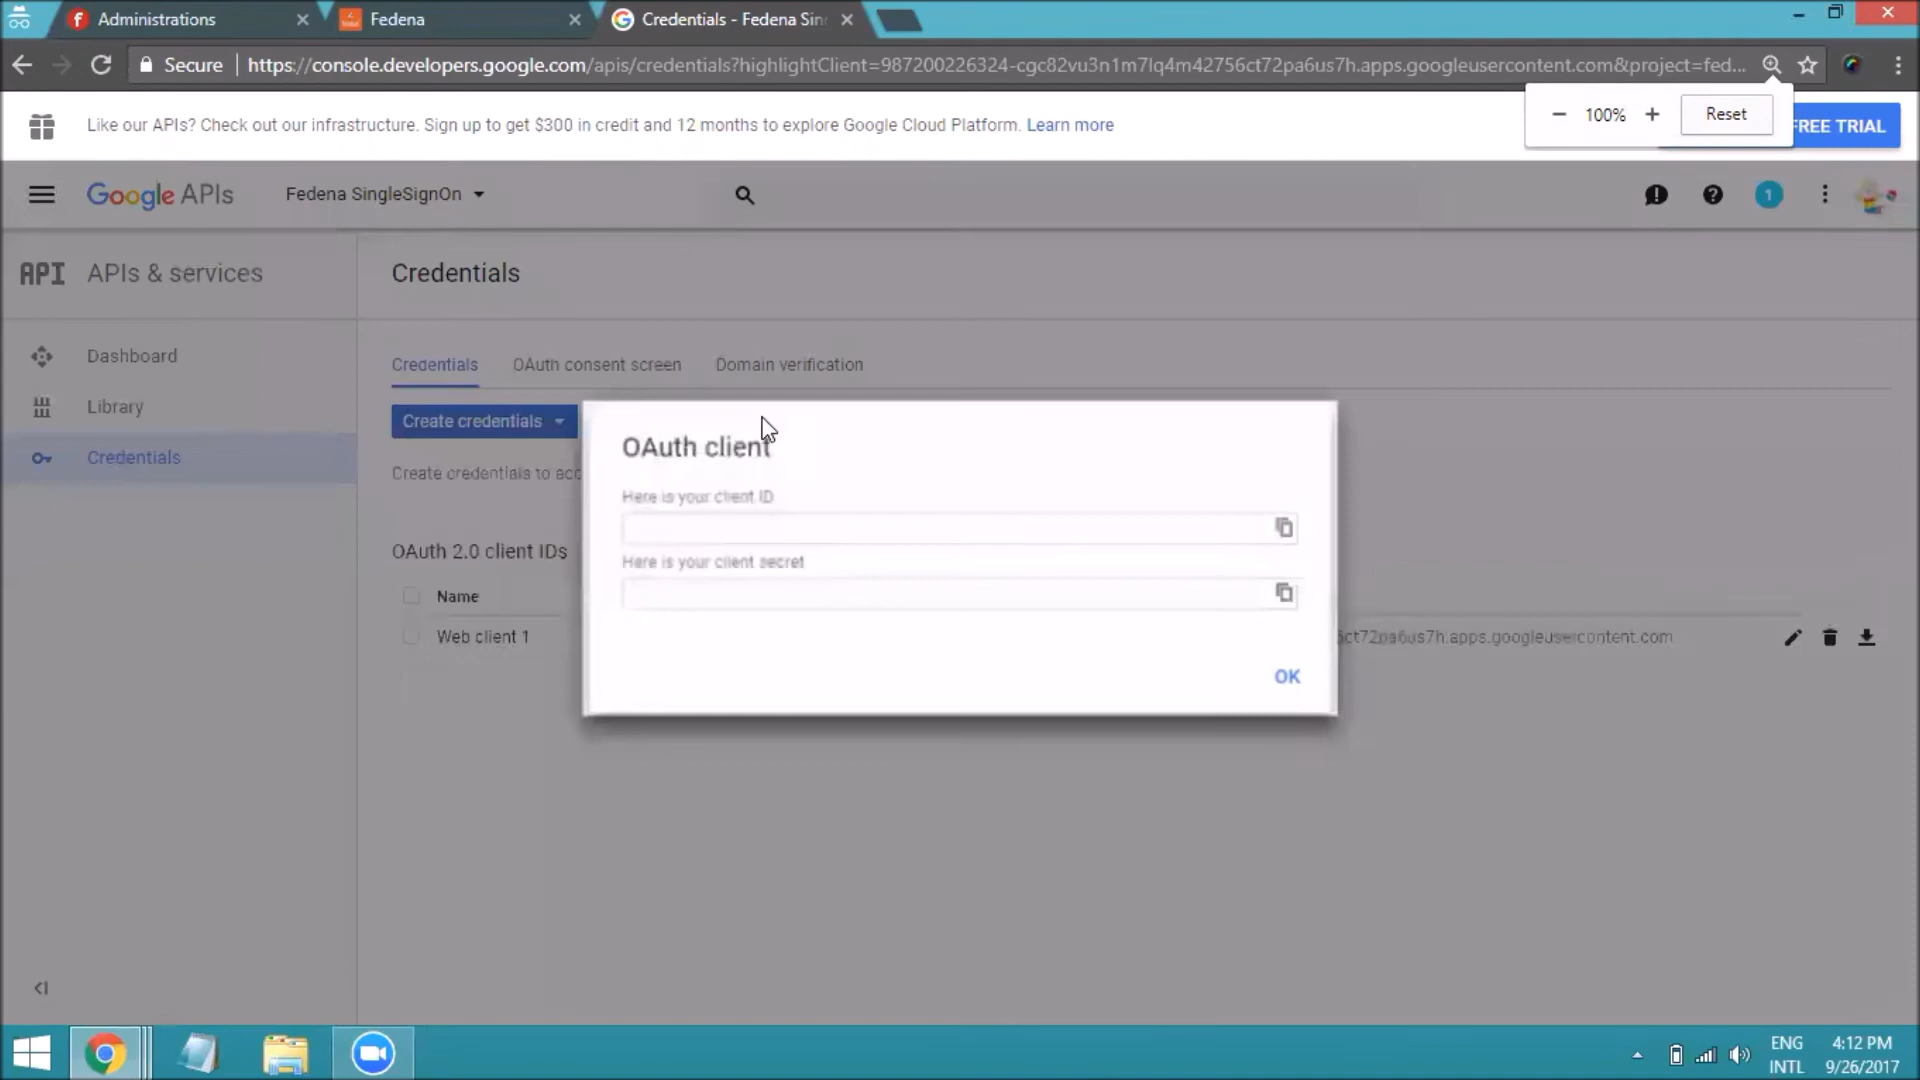 Administrations
Fedena
Credentials - Fedena Sin
Secure
https://console.developers.google.com/apis/credentials?highlightClient=987200226324-cgc82vu3n1m7lq4m42756ct72pa6us7h.apps.googleusercontent.com&project=fed...
100%
Reset
Like our APIs? Check out our infrastructure. Sign up to get $300 in credit and 12 months to explore Google Cloud Platform. Learn more
FREE TRIAL
Google APIs
Fedena SingleSignOn
1
API APIs & services
Credentials
Dashboard
Library
Credentials
Credentials
OAuth consent screen
Domain verification
Create credentials
Create credentials to acc
OAuth client
Here is your client ID
Here is your client secret
OK
OAuth 2.0 client IDs
Name
Web client 1
ct72pa6us7h.apps.googleusercontent.com
ENG
INTL
4:12 PM
9/26/2017